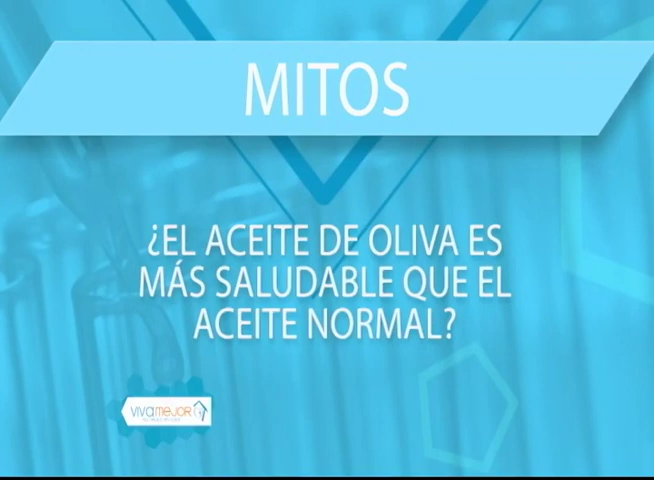 MITOS
¿EL ACEITE DE OLIVA ES
MÁS SALUDABLE QUE EL
ACEITE NORMAL?
VIVAMEJOR